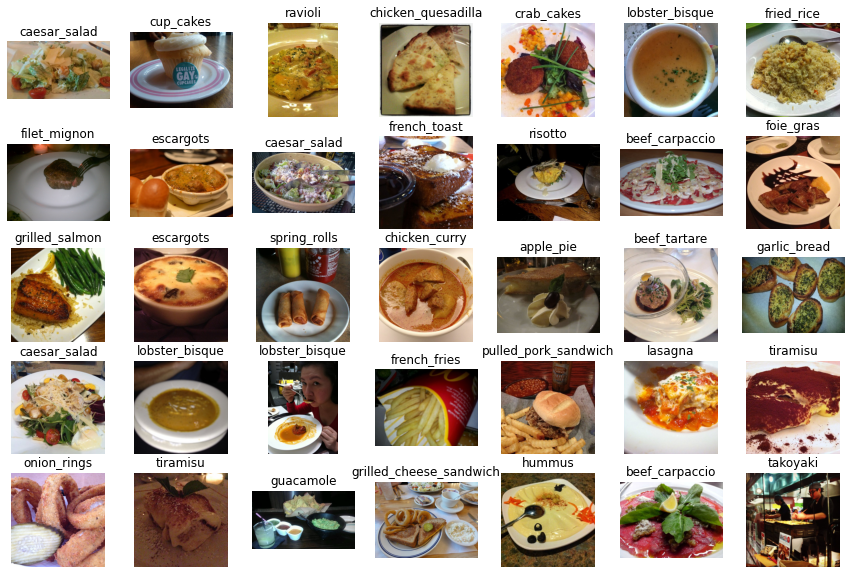 caesar_salad
cup_cakes
ravioli
chicken_quesadilla
crab_cakes
lobster_bisque
fried_rice
GAY
filet_mignon
escargots
caesar_salad
french_toast
risotto
beef_carpaccio
foie_gras
grilled_salmon
escargots
spring_rolls
chicken_curry
apple_pie
beef_tartare
garlic_bread
caesar_salad
lobster_bisque
lobster_bisque
french_fries
pulled_pork_sandwich
lasagna
tiramisu
onion_rings
tiramisu
guacamole
grilled_cheese_sandwich
hummus
beef_carpaccio
takoyaki